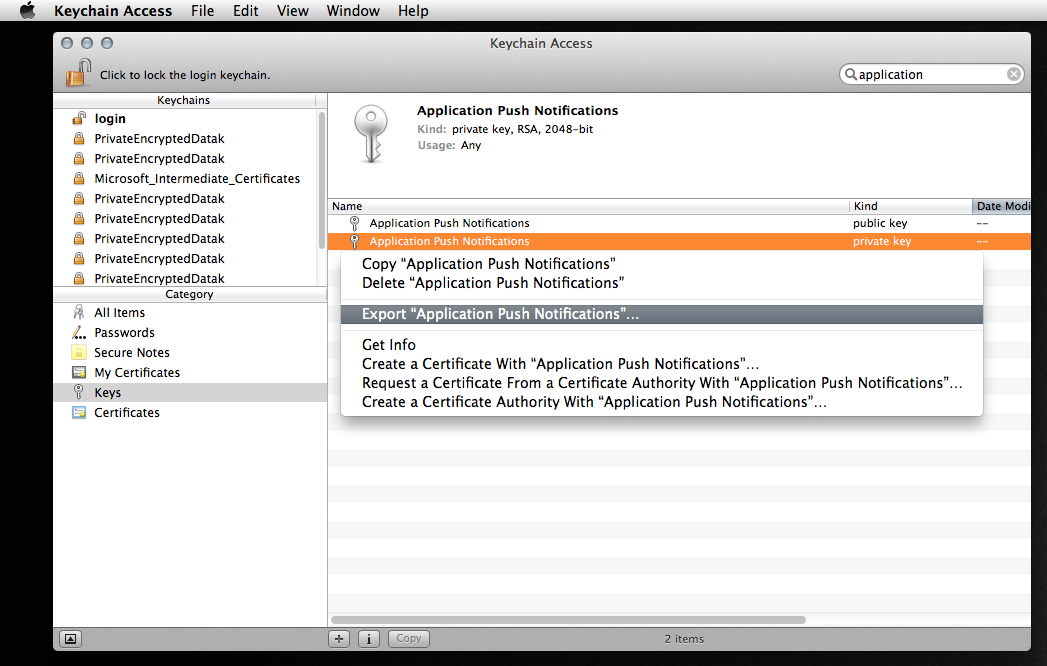 Keychain Access File Edit View Window Help
Keychain Access
Click to lock the login keychain.
application
Keychains
login
PrivateEncryptedDatak
PrivateEncryptedDatak
Microsoft_Intermediate_Certificates
PrivateEncryptedDatak
PrivateEncryptedDatak
PrivateEncryptedDatak
PrivateEncryptedDatak
PrivateEncryptedDatak
Category
All Items
Passwords
Secure Notes
My Certificates
Keys
Certificates
Application Push Notifications
Kind: private key, RSA, 2048-bit
Usage: Any
Name Kind Date Modi
Application Push Notifications public key --
Application Push Notifications private key --
Copy “Application Push Notifications”
Delete “Application Push Notifications”
Export “Application Push Notifications”...
Get Info
Create a Certificate With “Application Push Notifications”...
Request a Certificate From a Certificate Authority With “Application Push Notifications”...
Create a Certificate Authority With “Application Push Notifications”...
+ i Copy 2 items